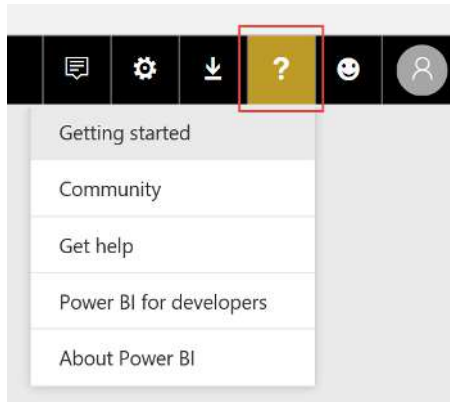 ?
Getting started
Community
Get help
Power BI for developers
About Power BI